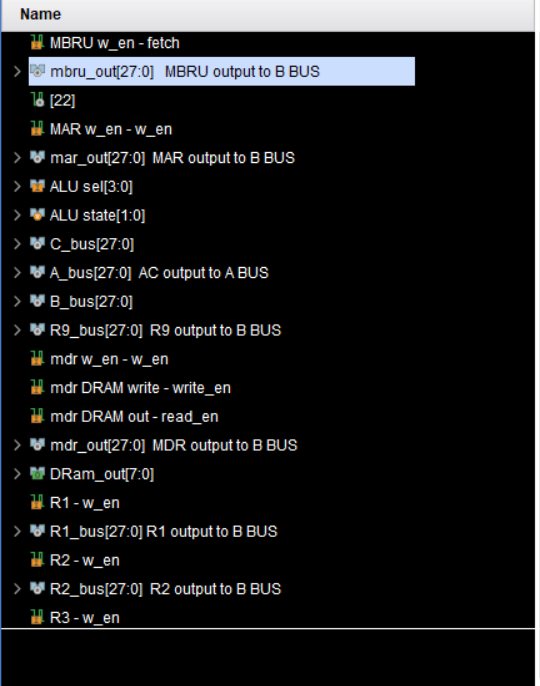 Name
MBRU w_en - fetch
mbru_out[27:0] MBRU output to B BUS
[22]
MAR w_en - w_en
mar_out[27:0] MAR output to B BUS
ALU sel[3:0]
ALU state[1:0]
C_bus[27:0]
A_bus[27:0] AC output to A BUS
B_bus[27:0]
R9_bus[27:0] R9 output to B BUS
mdr w_en - w_en
mdr DRAM write - write_en
mdr DRAM out - read_en
mdr_out[27:0] MDR output to B BUS
DRam_out[7:0]
R1 - w_en
R1_bus[27:0] R1 output to B BUS
R2 - w_en
R2_bus[27:0] R2 output to B BUS
R3 - w_en